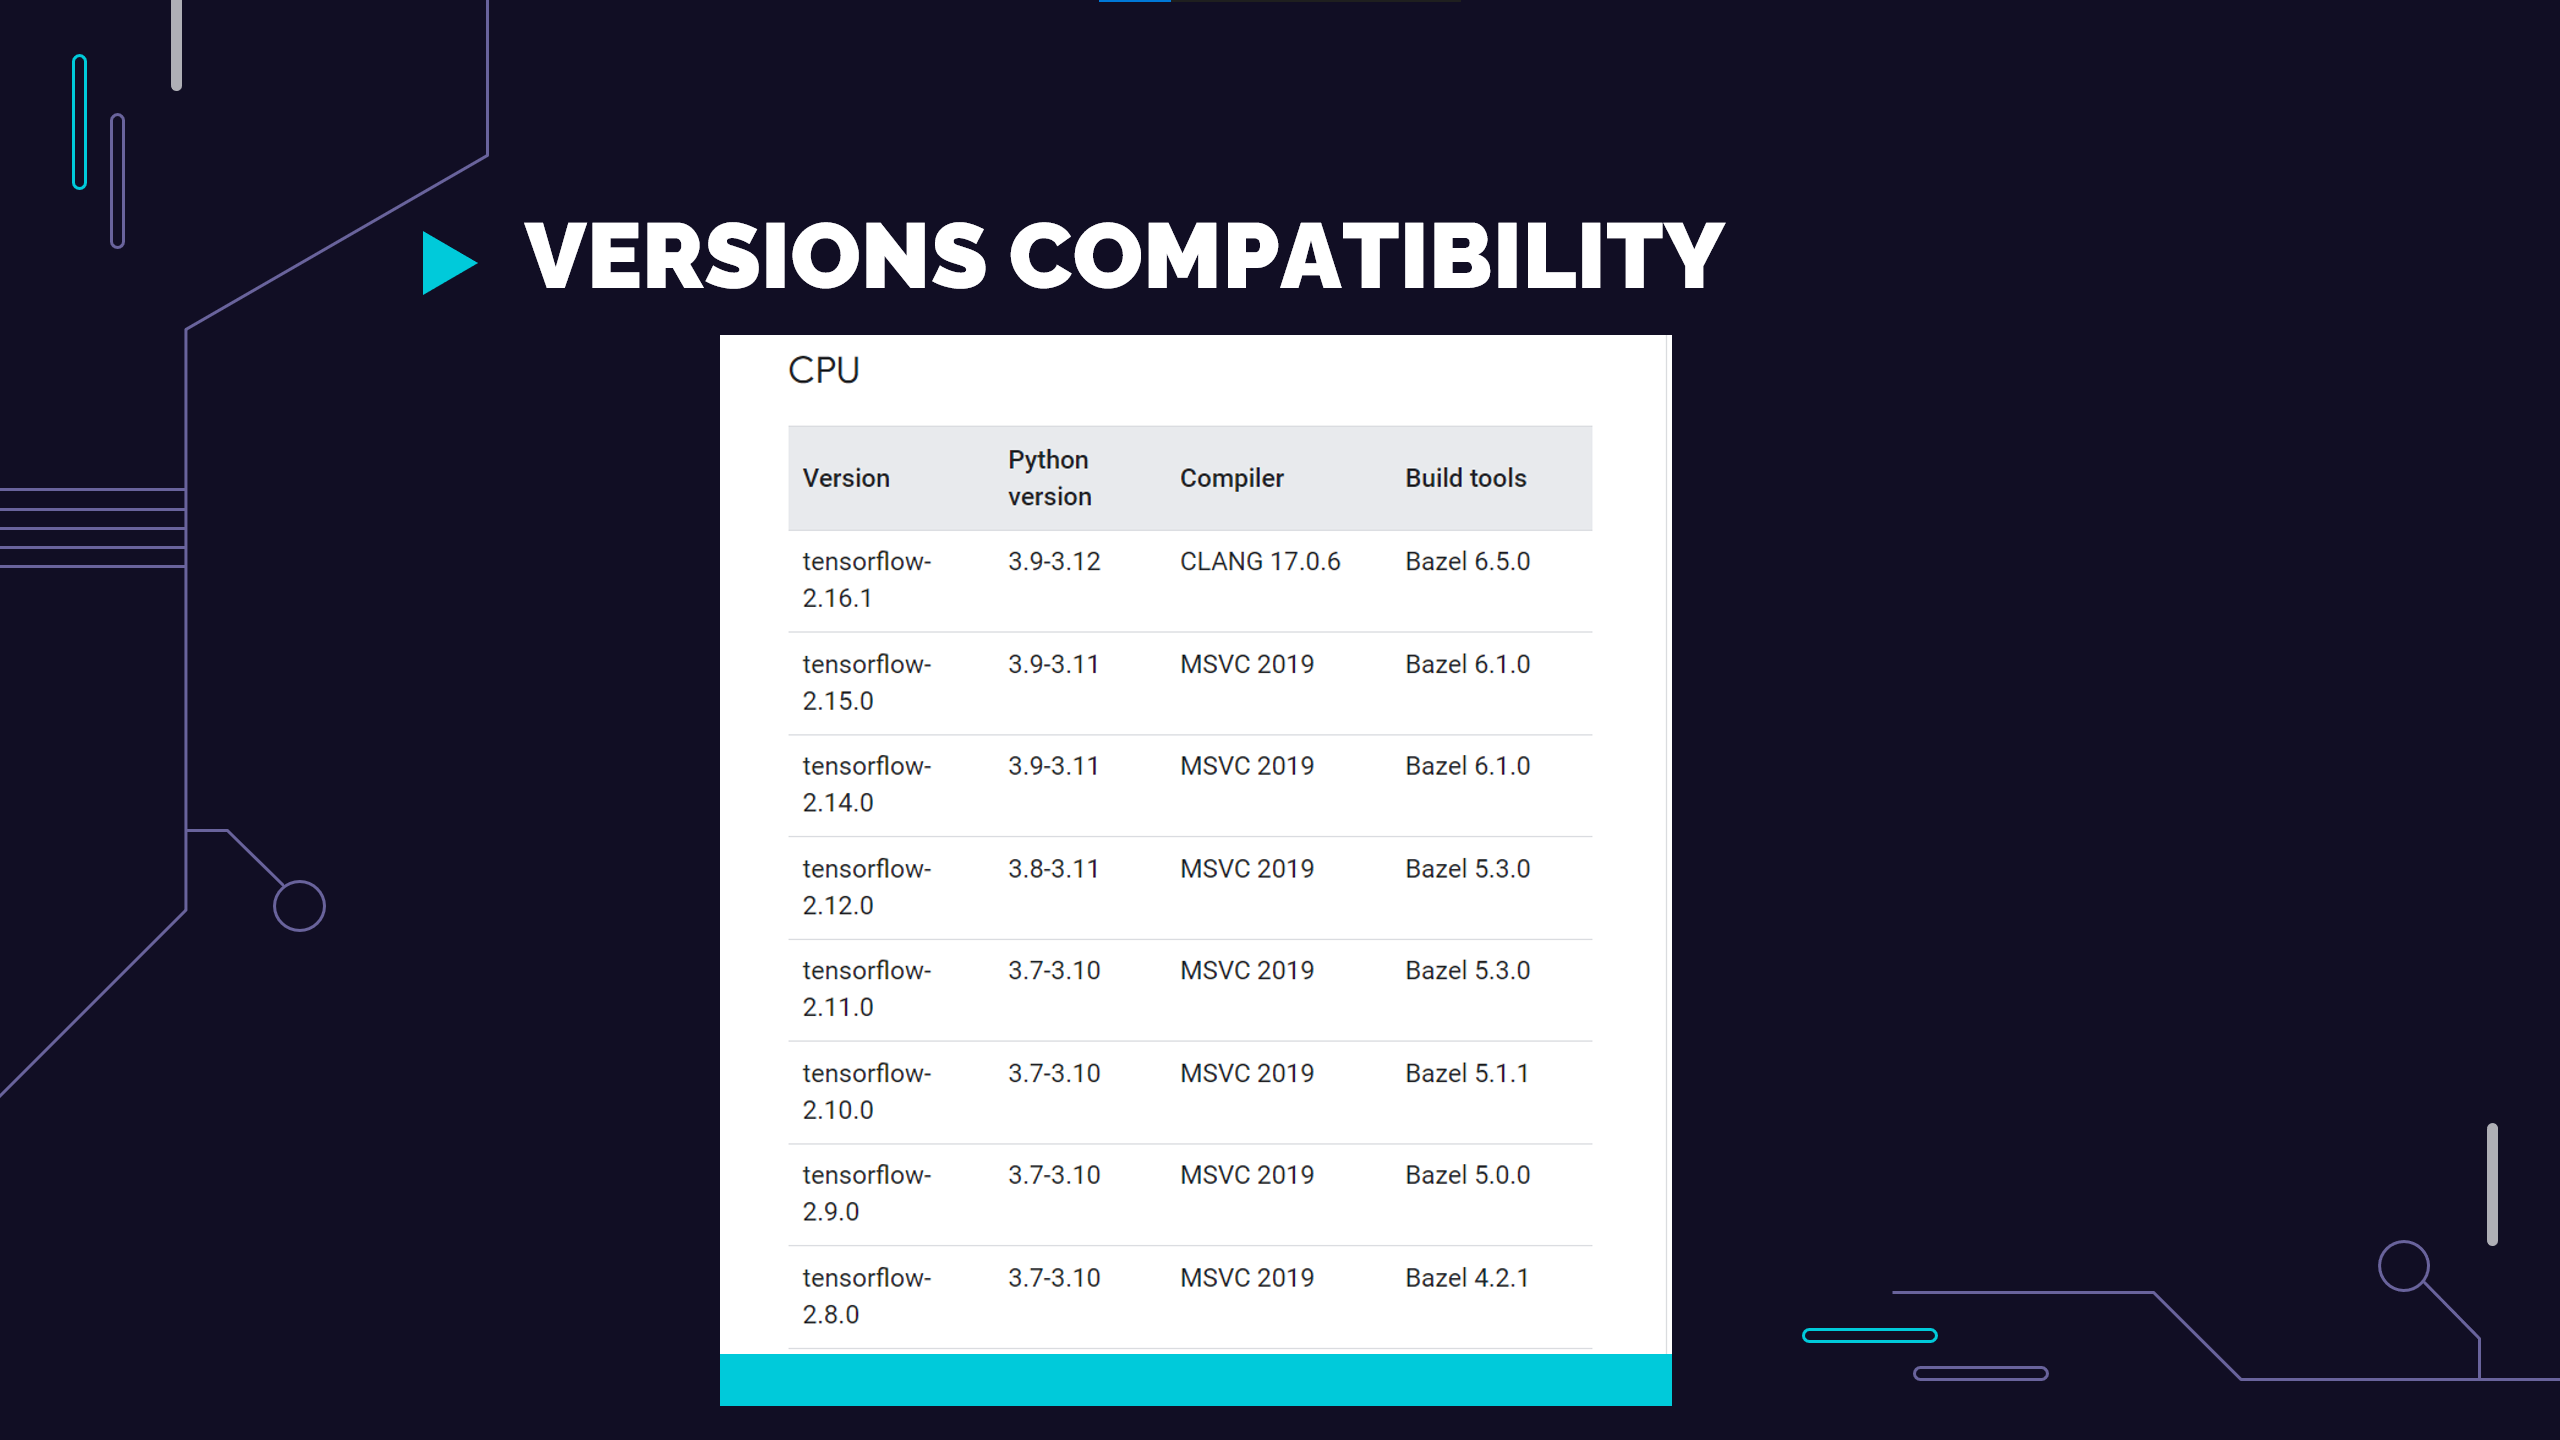 VERSIONS COMPATIBILITY
CPU
Version Python version Compiler Build tools
tensorflow-2.16.1 3.9-3.12 CLANG 17.0.6 Bazel 6.5.0
tensorflow-2.15.0 3.9-3.11 MSVC 2019 Bazel 6.1.0
tensorflow-2.14.0 3.9-3.11 MSVC 2019 Bazel 6.1.0
tensorflow-2.12.0 3.8-3.11 MSVC 2019 Bazel 5.3.0
tensorflow-2.11.0 3.7-3.10 MSVC 2019 Bazel 5.3.0
tensorflow-2.10.0 3.7-3.10 MSVC 2019 Bazel 5.1.1
tensorflow-2.9.0 3.7-3.10 MSVC 2019 Bazel 5.0.0
tensorflow-2.8.0 3.7-3.10 MSVC 2019 Bazel 4.2.1